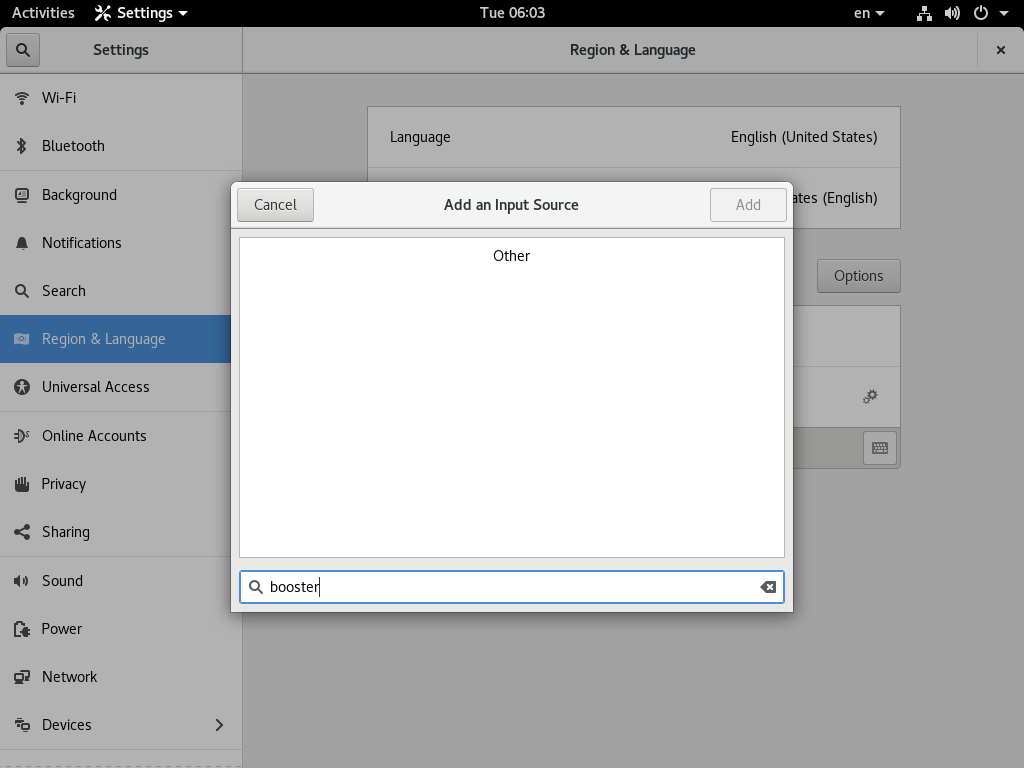 Activities Settings Tue 06:03 en
Settings Region & Language
Wi-Fi
Bluetooth
Background
Notifications
Search
Region & Language
Universal Access
Online Accounts
Privacy
Sharing
Sound
Power
Network
Devices
Language English (United States)
(English)
Options
Cancel Add an Input Source Add
Other
booster